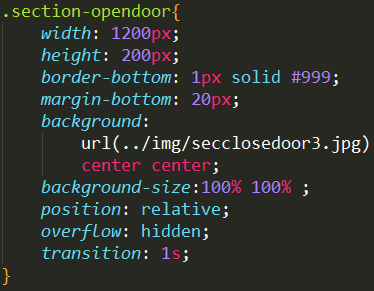 .section-opendoor{
width: 1200px;
height: 200px;
border-bottom: 1px solid #999;
margin-bottom: 20px;
background:
url(../img/secclosedoor3.jpg)
center center;
background-size:100% 100% ;
position: relative;
overflow: hidden;
transition: 1s;
}